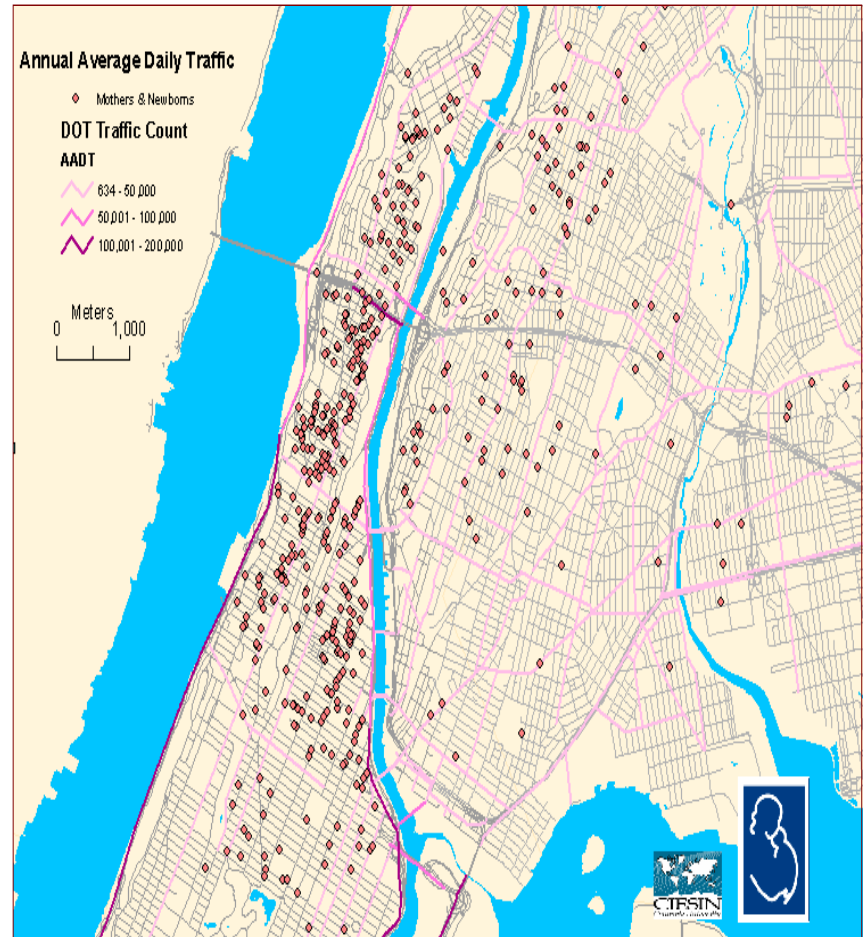 Annual Average Daily Traffic
Mothers & Newborns
DOT Traffic Count
AADT
634 - 50,000
50,001 - 100,000
100,001 - 200,000
Meters
0 1,000
CIESIN